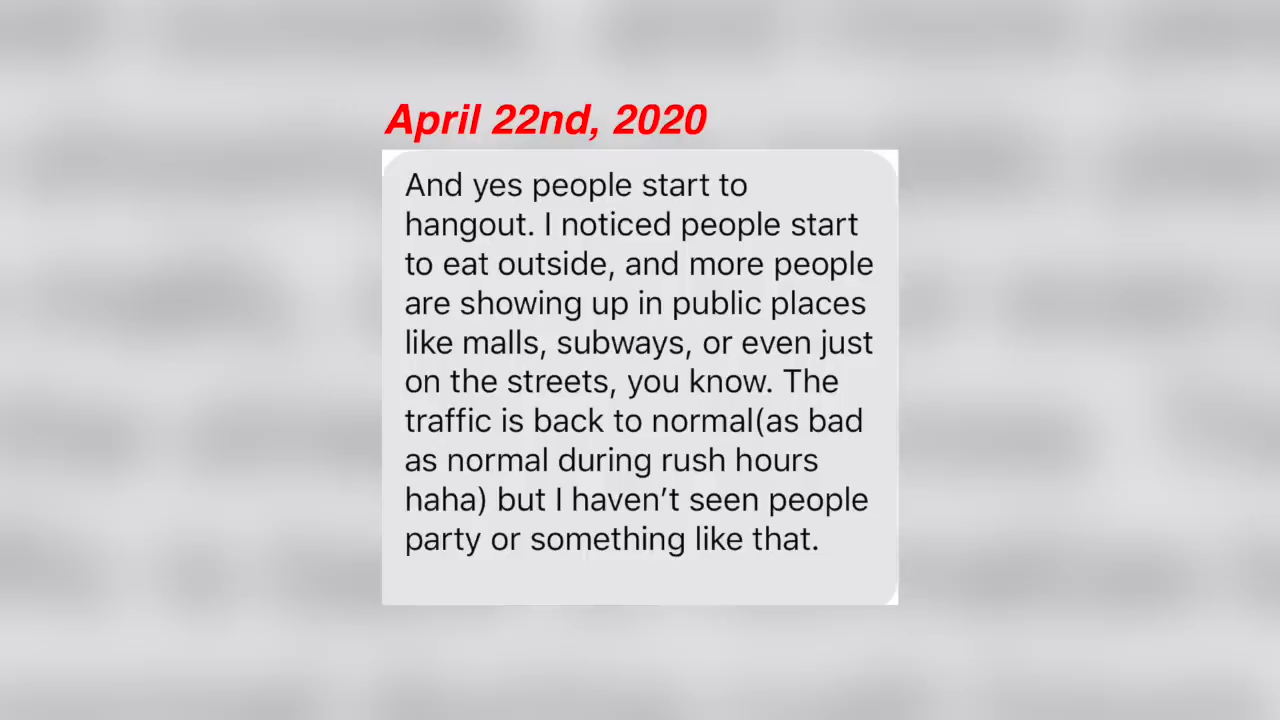 April 22nd, 2020
And yes people start to
hangout. I noticed people start
to eat outside, and more people
are showing up in public places
like malls, subways, or even just
on the streets, you know. The
traffic is back to normal(as bad
as normal during rush hours
haha) but I haven’t seen people
party or something like that.